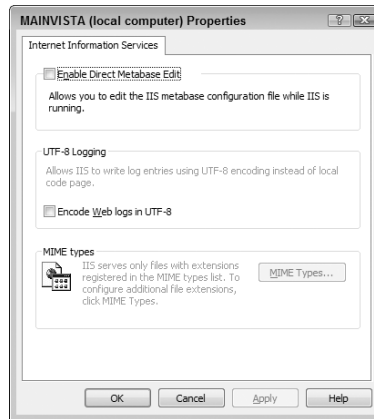 MAINVISTA (local computer) Properties
Internet Information Services
Enable Direct Metabase Edit
Allows you to edit the IIS metabase configuration file while IIS is
running.
UTF-8 Logging
Allows IIS to write log entries using UTF-8 encoding instead of local
code page.
Encode Web logs in UTF-8
MIME types
IIS serves only files with extensions
registered in the MIME types list. To
configure additional file extensions,
click MIME Types.
MIME Types...
OK Cancel Apply Help